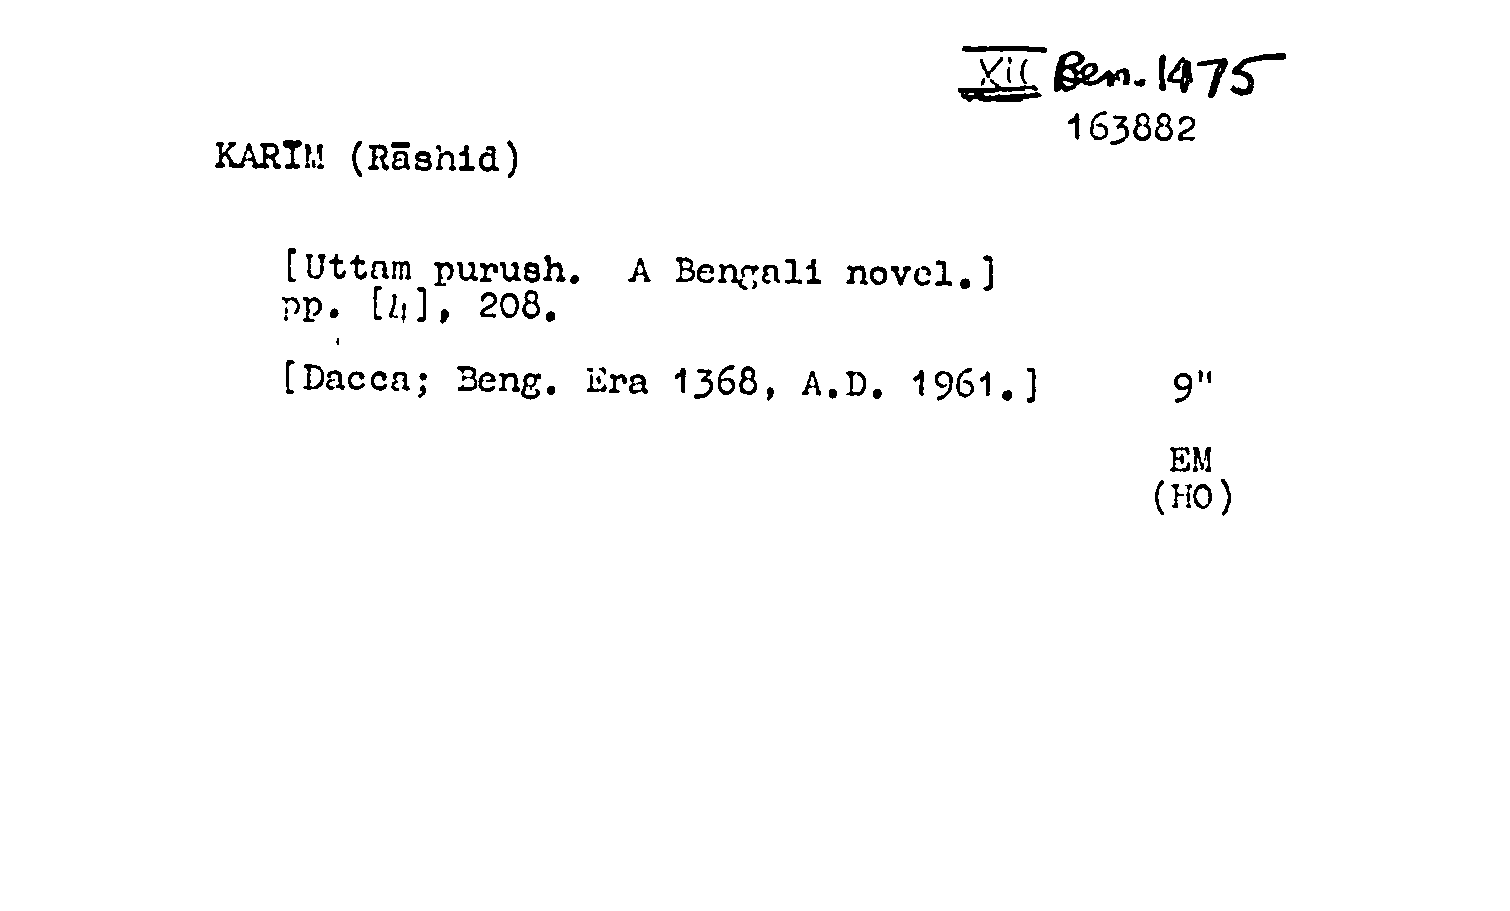 XII Ben. 1475
163882
KARĪM (Rāshid)
[Uttam purush. A Bengali novel.]
pp. [4], 208.
[Dacca; Beng. Era 1368, A.D. 1961.] 9"
EM
(HO)